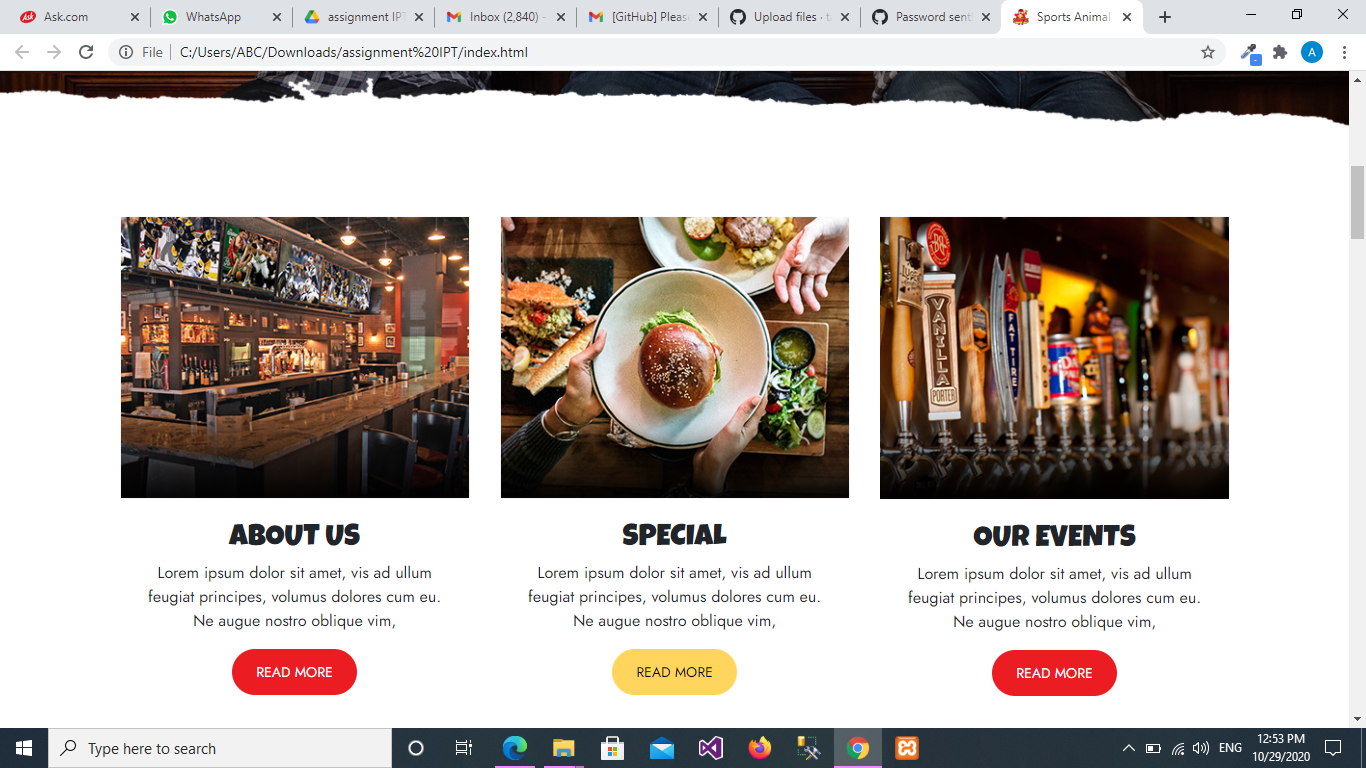 Ask.com
WhatsApp
assignment IPT
Inbox (2,840) -
[GitHub] Pleas
Upload files · t
Password sent
Sports Animal
File
C:/Users/ABC/Downloads/assignment%20IPT/index.html
A
VANILLA
PORTER
FAT TIRE
ABOUT US
SPECIAL
OUR EVENTS
Lorem ipsum dolor sit amet, vis ad ullum
feugiat principes, volumus dolores cum eu.
Ne augue nostro oblique vim,
Lorem ipsum dolor sit amet, vis ad ullum
feugiat principes, volumus dolores cum eu.
Ne augue nostro oblique vim,
Lorem ipsum dolor sit amet, vis ad ullum
feugiat principes, volumus dolores cum eu.
Ne augue nostro oblique vim,
READ MORE
READ MORE
READ MORE
Type here to search
ENG
12:53 PM
10/29/2020